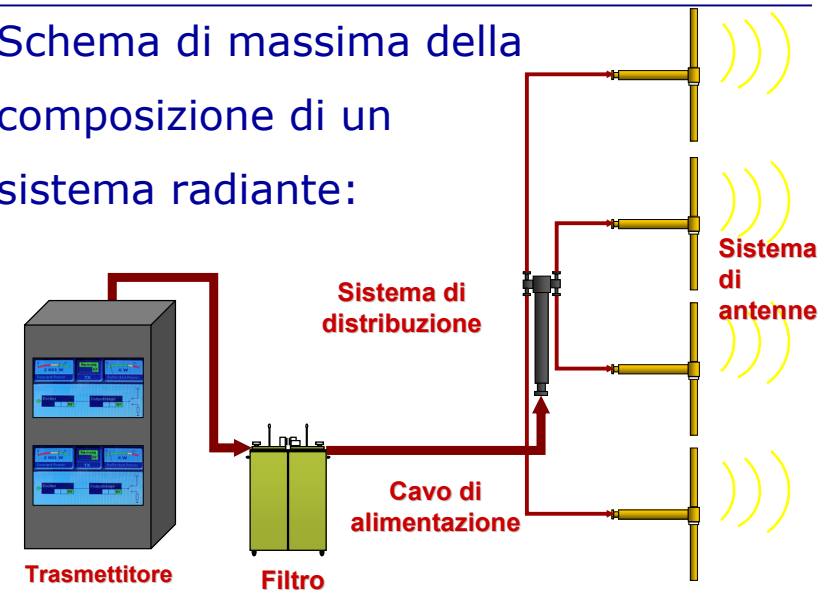 Schema di massima della
composizione di un
sistema radiante:
Sistema
di
antenne
Sistema di
distribuzione
Cavo di
alimentazione
Trasmettitore
Filtro